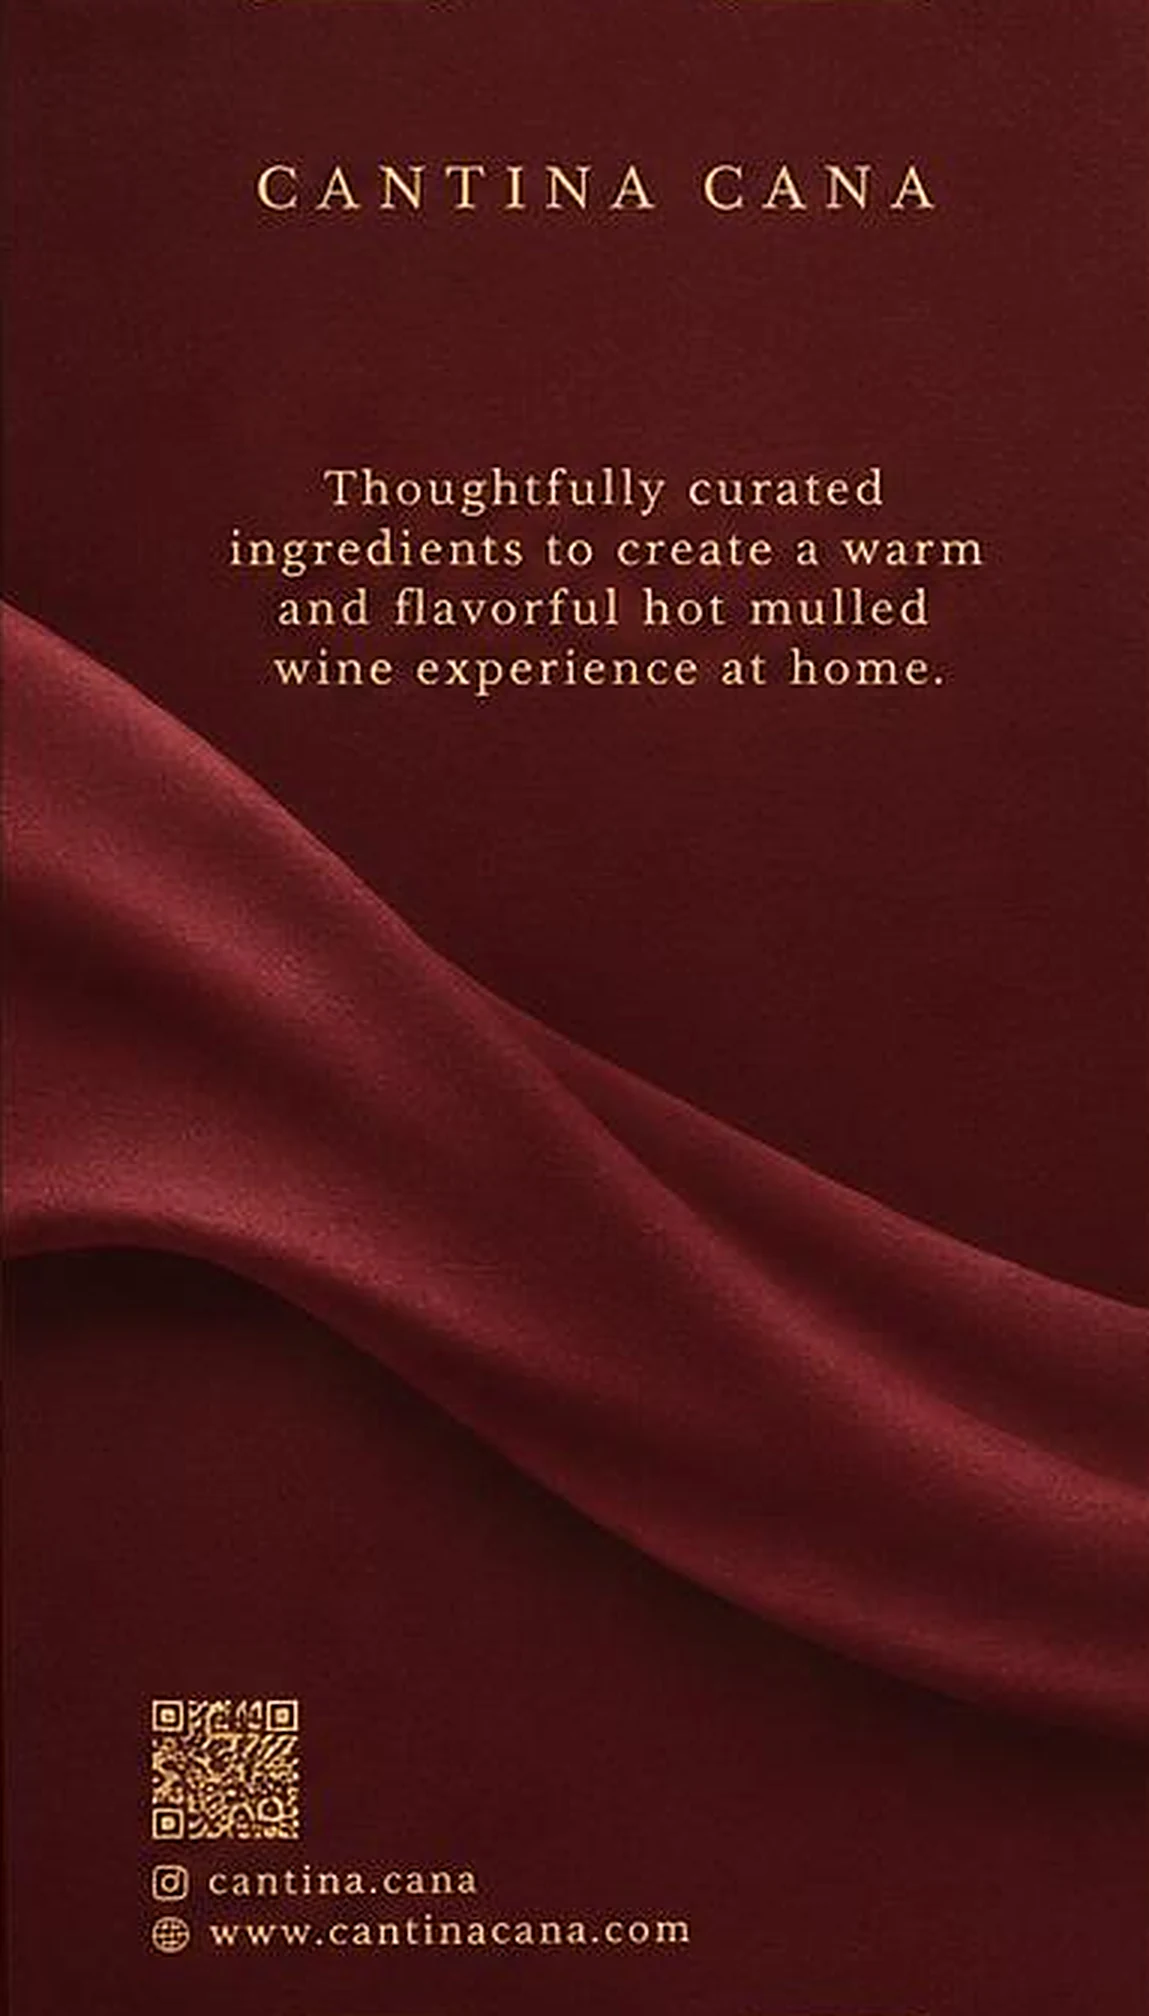 CANTINA CANA
Thoughtfully curated
ingredients to create a warm
and flavorful hot mulled
wine experience at home.
cantina.cana
www.cantinacana.com